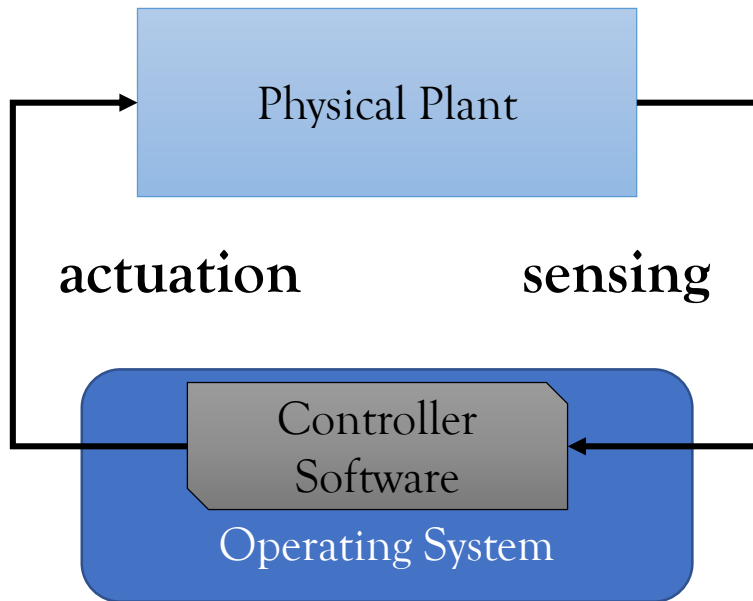 Physical Plant
actuation
sensing
Controller
Software
Operating System